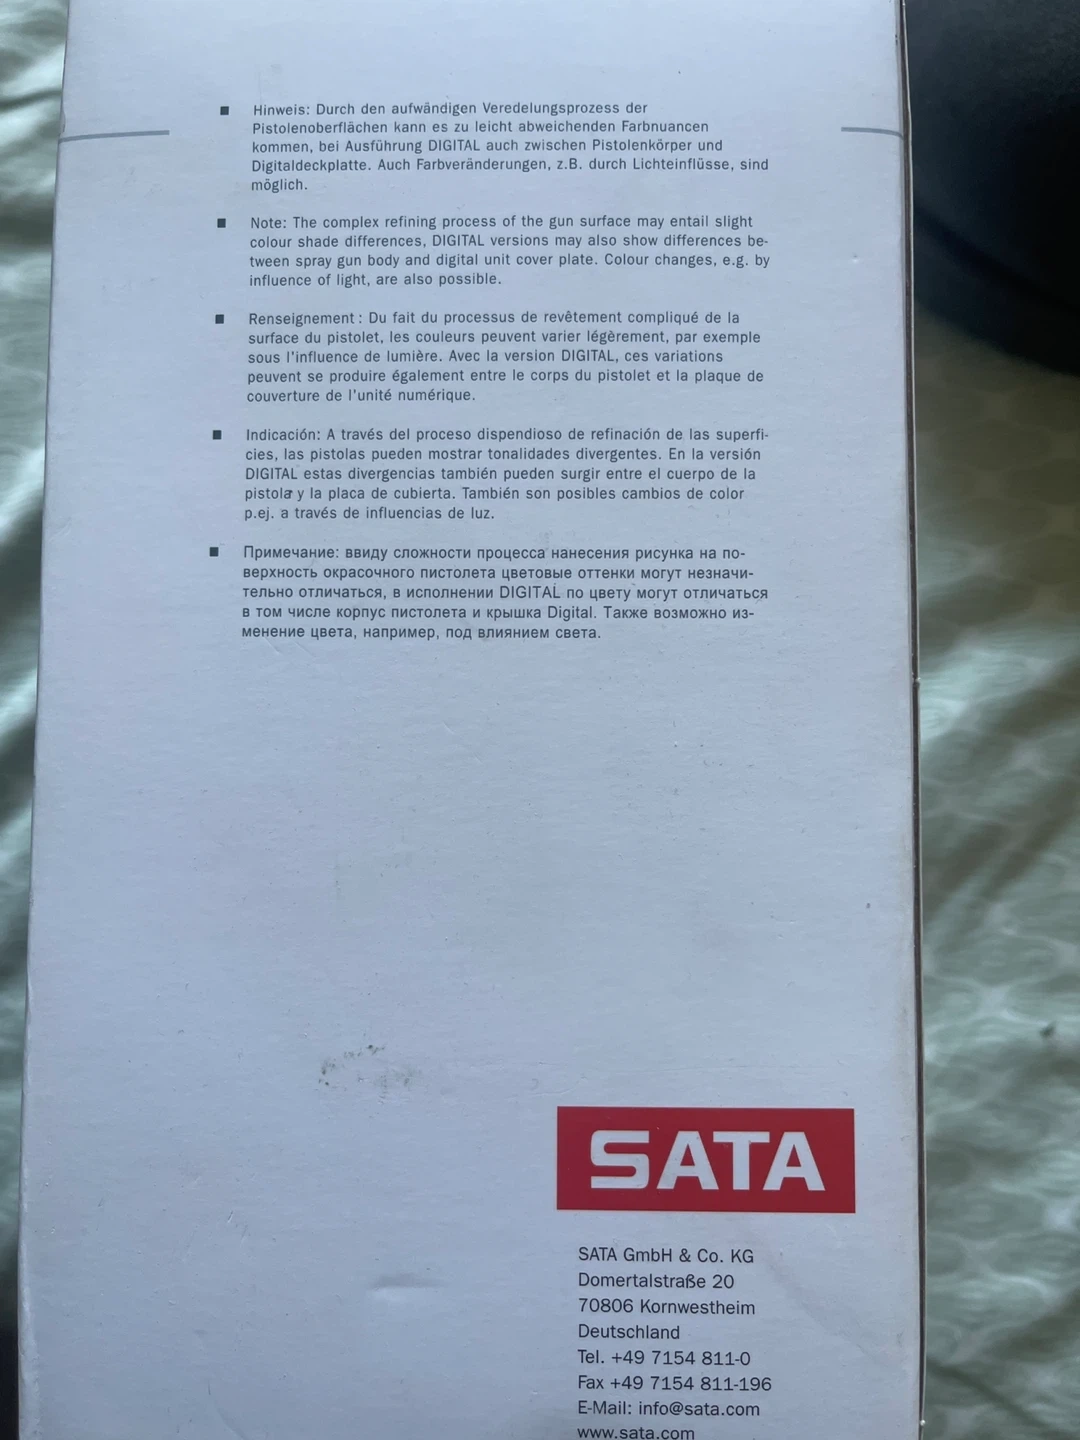 Hinweis: Durch den aufwändigen Veredelungsprozess der
Pistolenoberflächen kann es zu leicht abweichenden Farbnuancen
kommen, bei Ausführung DIGITAL auch zwischen Pistolenkörper und
Digitaldeckplatte. Auch Farbveränderungen, z.B. durch Lichteinflüsse, sind
möglich.
Note: The complex refining process of the gun surface may entail slight
colour shade differences, DIGITAL versions may also show differences be-
tween spray gun body and digital unit cover plate. Colour changes, e.g. by
influence of light, are also possible.
Renseignement : Du fait du processus de revêtement compliqué de la
surface du pistolet, les couleurs peuvent varier légèrement, par exemple
sous l'influence de lumière. Avec la version DIGITAL, ces variations
peuvent se produire également entre le corps du pistolet et la plaque de
couverture de l'unité numérique.
Indicación: A través del proceso dispendioso de refinación de las superfi-
cies, las pistolas pueden mostrar tonalidades divergentes. En la versión
DIGITAL estas divergencias también pueden surgir entre el cuerpo de la
pistola y la placa de cubierta. También son posibles cambios de color
p.ej. a través de influencias de luz.
Примечание: ввиду сложности процесса нанесения рисунка на по-
верхность окрасочного пистолета цветовые оттенки могут незначи-
тельно отличаться, в исполнении DIGITAL по цвету могут отличаться
в том числе корпус пистолета и крышка Digital. Также возможно из-
менение цвета, например, под влиянием света.
SATA
SATA GmbH & Co. KG
Domertalstraße 20
70806 Kornwestheim
Deutschland
Tel. +49 7154 811-0
Fax +49 7154 811-196
E-Mail: info@sata.com
www.sata.com